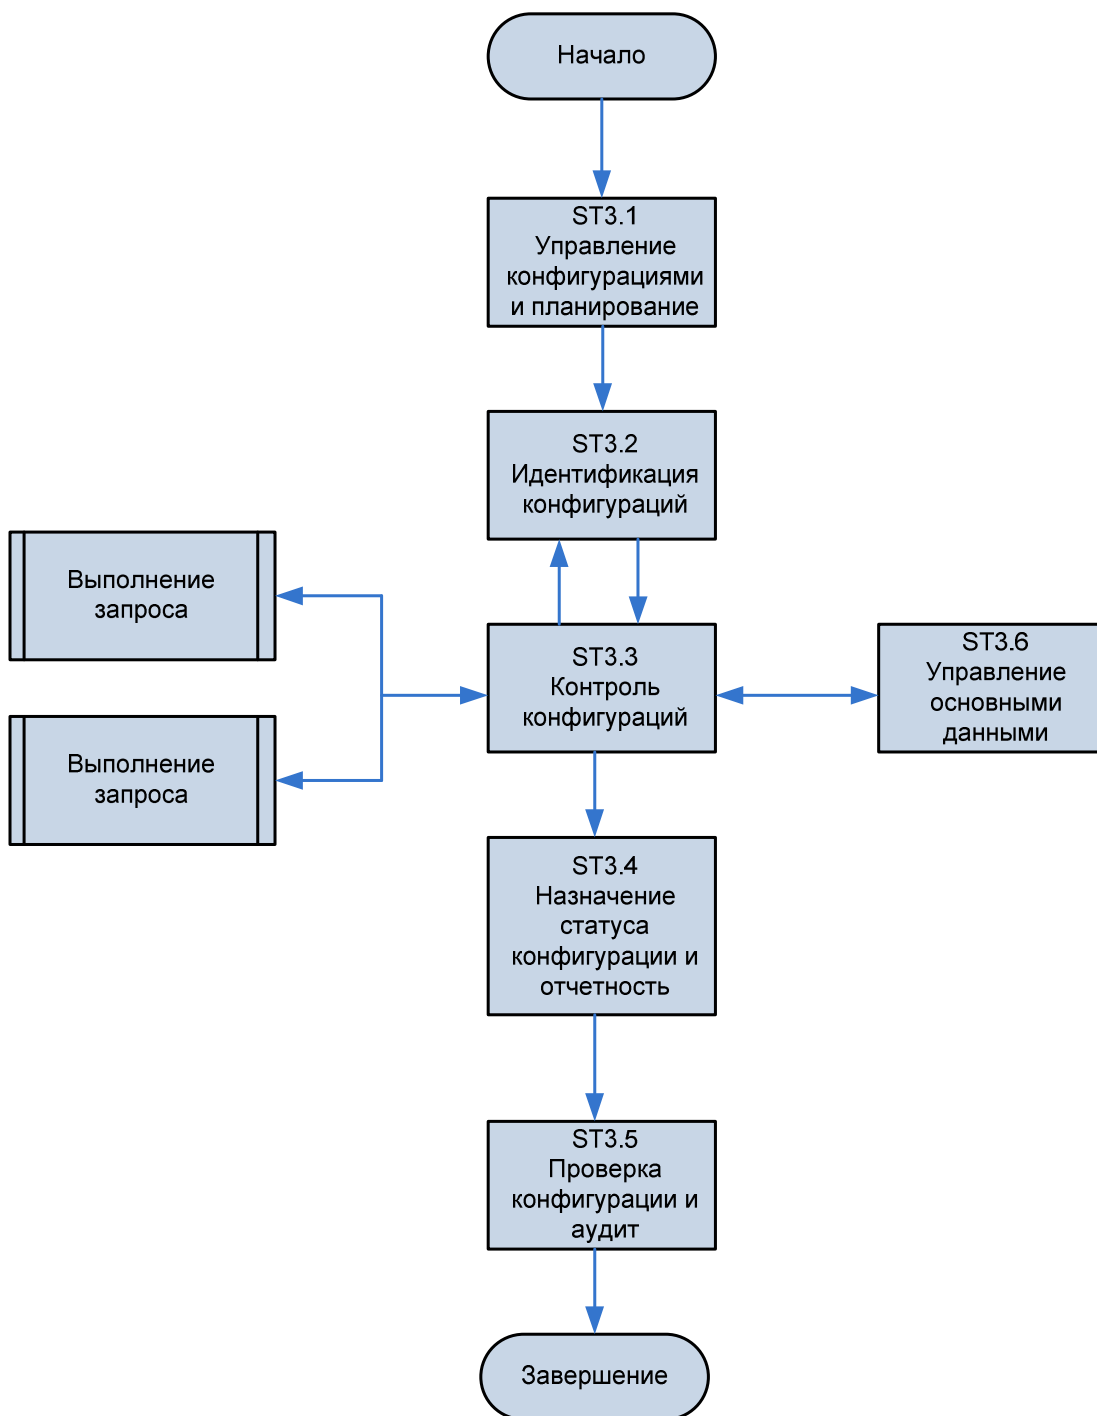 Начало
ST3.1
Управление
конфигурациями
и планирование
ST3.2
Идентификация
конфигураций
Выполнение
запроса
ST3.3
Контроль
конфигураций
ST3.6
Управление
основными
данными
Выполнение
запроса
ST3.4
Назначение
статуса
конфигурации и
отчетность
ST3.5
Проверка
конфигурации и
аудит
Завершение